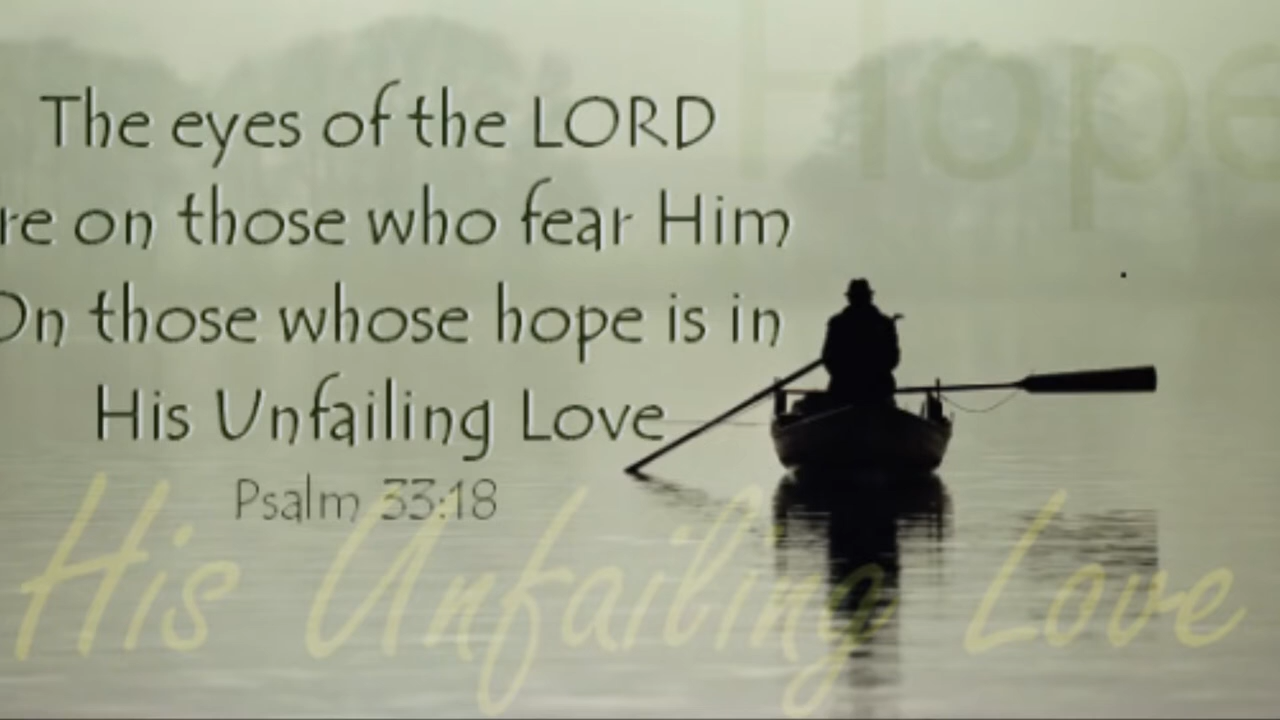 Hope
The eyes of the LORD
re on those who fear Him
On those whose hope is in
His Unfailing Love
Psalm 33:18
His Unfailing Love